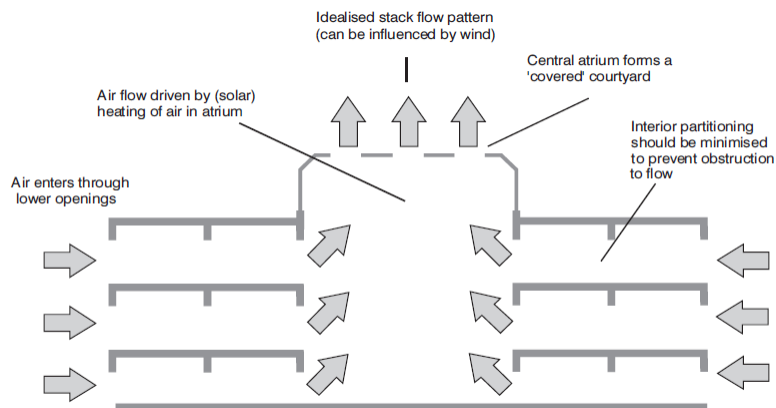 Idealised stack flow pattern
(can be influenced by wind)
Central atrium forms a
'covered' courtyard
Air flow driven by (solar)
heating of air in atrium
Interior partitioning
should be minimised
to prevent obstruction
to flow
Air enters through
lower openings